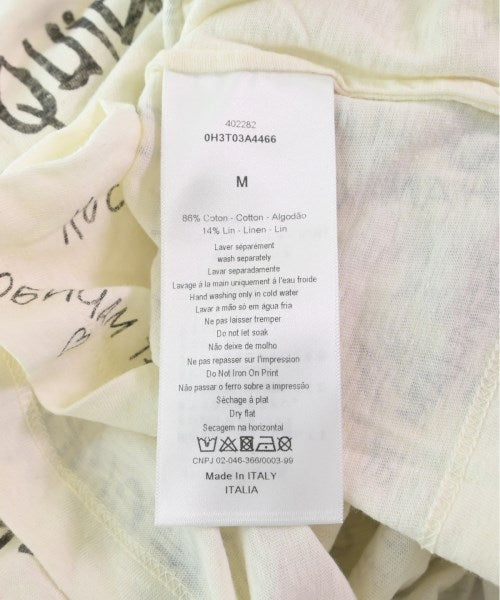 QUIE
402282
0H3T03A4466
M
86% Coton - Cotton - Algodão
14% Lin - Linen - Lin
Laver séparément
wash separately
Lavar separadamente
Lavage à la main uniquement à l'eau froide
Hand washing only in cold water
Lavar a mão só em água fria
Ne pas laisser tremper
Do not let soak
Não deixe de molho
Ne pas repasser sur l'impression
Do Not Iron On Print
Não passar o ferro sobre a impressão
Séchage à plat
Dry flat
Secagem na horizontal
CNPJ 02-046-366/0003-99
Made In ITALY
ITALIA